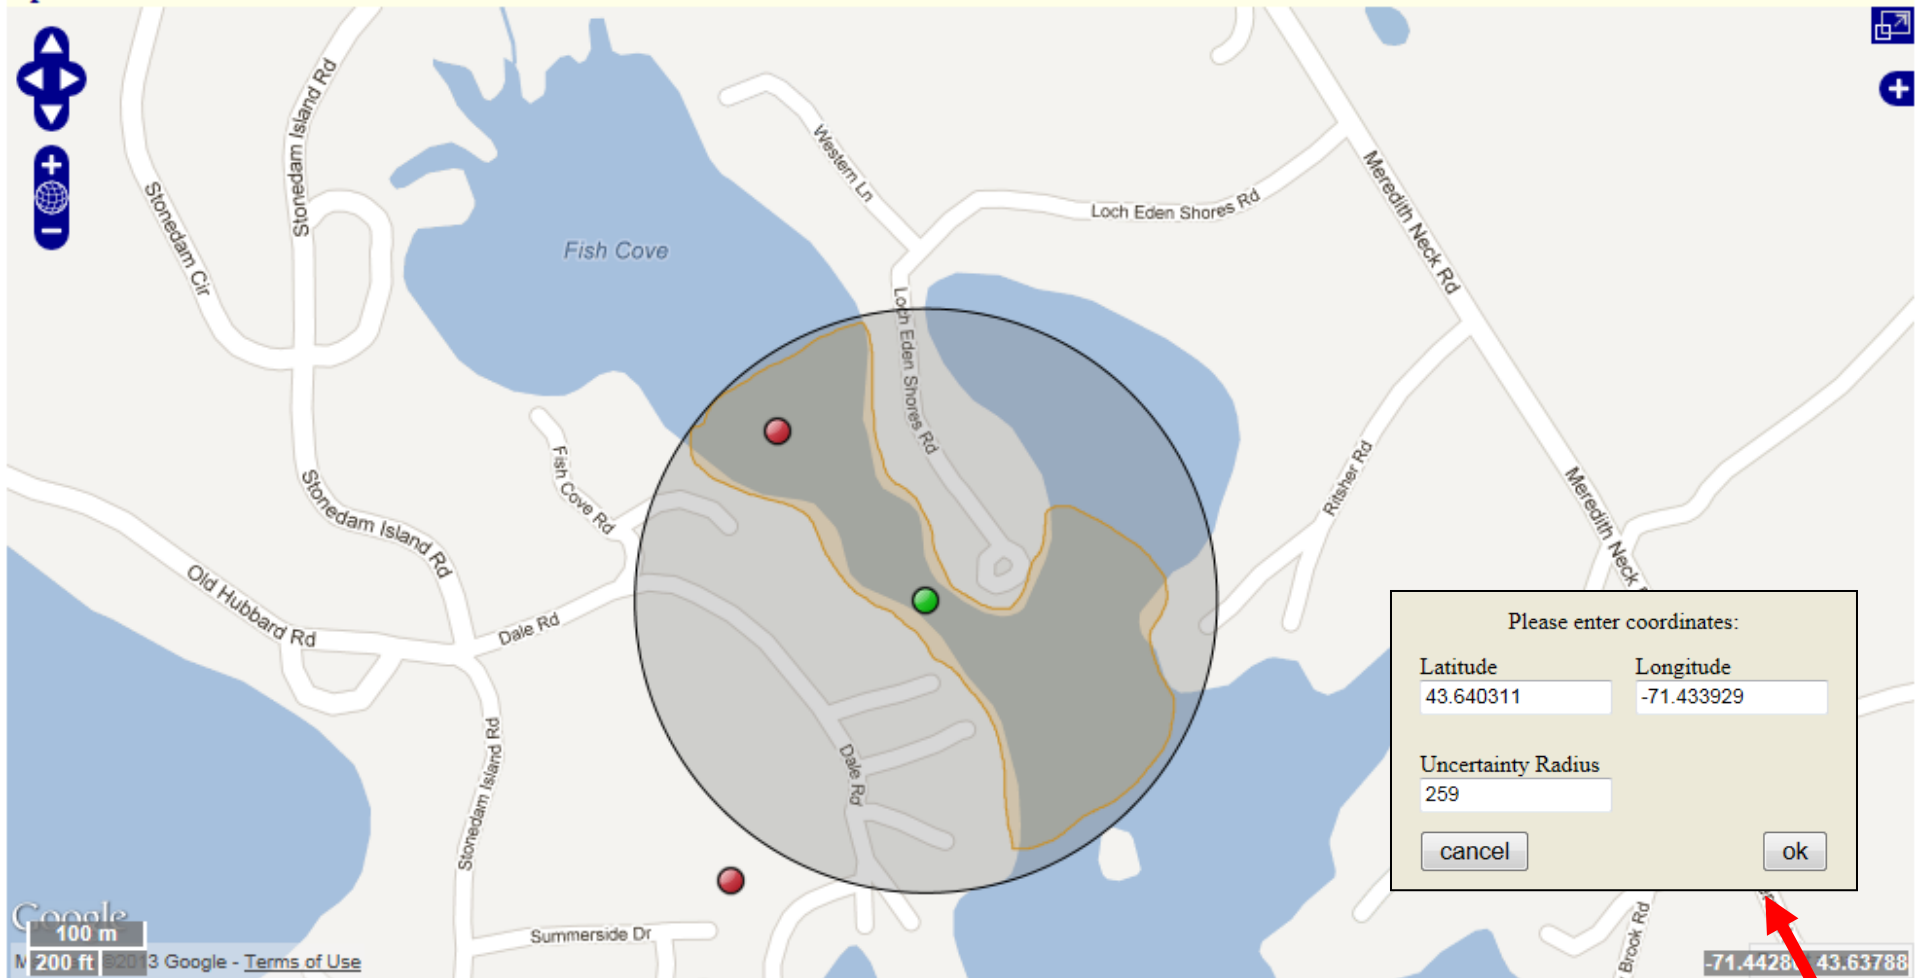 Stonedam Island Rd
Stonedam Cir
Fish Cove
Western Ln
Loch Eden Shores Rd
Meredith Neck Rd
Loch Eden Shores Rd
Fish Cove Rd
Stonedam Island Rd
Ritsher Rd
Meredith Neck
Old Hubbard Rd
Dale Rd
Stonedam Island Rd
Dale Rd
Summerside Dr
Brook Rd
Please enter coordinates:
Latitude Longitude
43.640311 -71.433929
Uncertainty Radius
259
cancel ok
Google
100 m
200 ft
3 Google - Terms of Use
43.63788